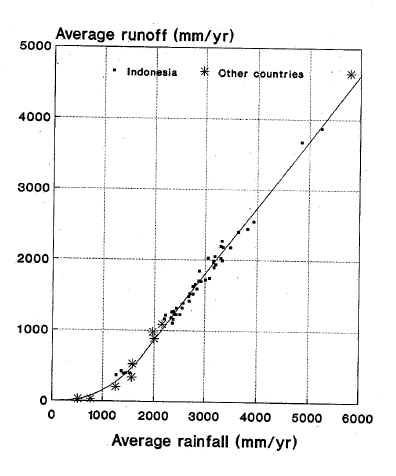 Average runoff (mm/yr)
5000
Indonesia Other countries
4000
3000
2000
1000
0
0 1000 2000 3000 4000 5000 6000
Average rainfall (mm/yr)